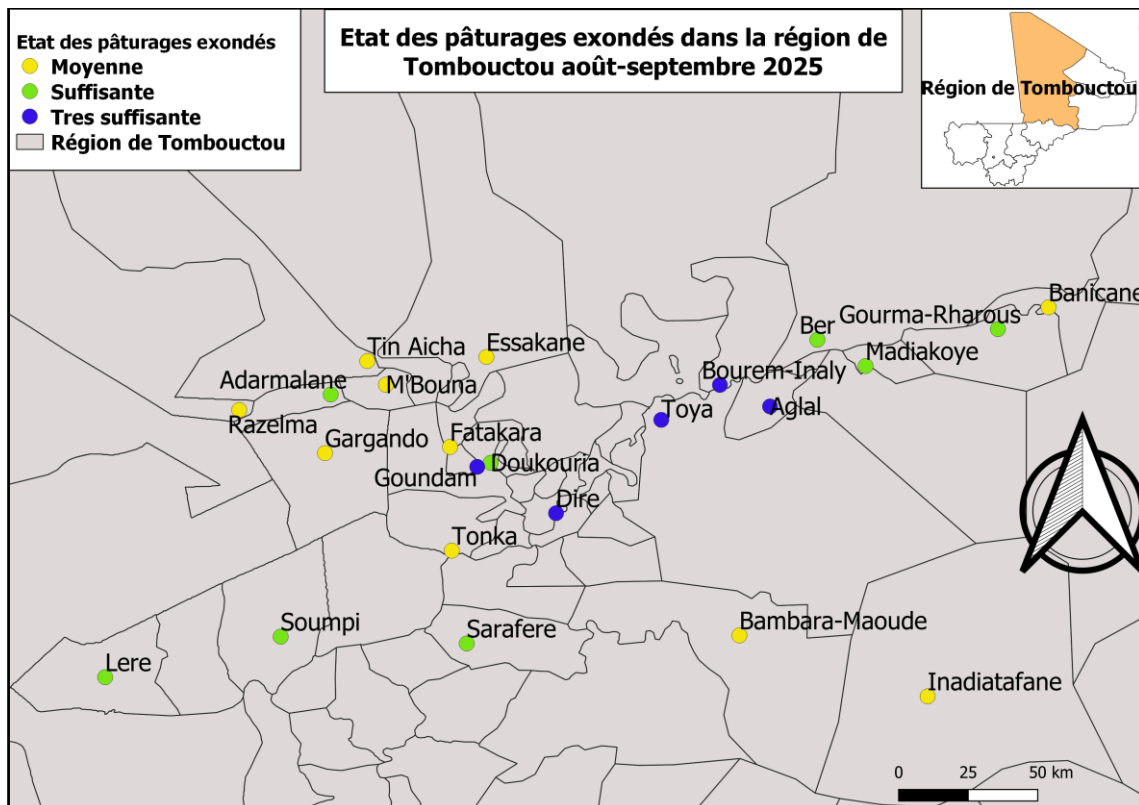 Etat des pâturages exondés dans la région de
Tombouctou août-septembre 2025
Etat des pâturages exondés
Moyenne
Suffisante
Tres suffisante
Région de Tombouctou
Région de Tombouctou
Banicane
Gourma-Rharous
Ber
Madiakoye
Tin Aicha
Essakane
Bourem-Inaly
Adarmalane
M'Bouna
Aglal
Toya
Razelma
Gargando
Fatakara
Doukouria
Goundam
Dire
Tonka
Soumpi
Sarafere
Bambara-Maoude
Lere
Inadiatafane
0 25 50 km